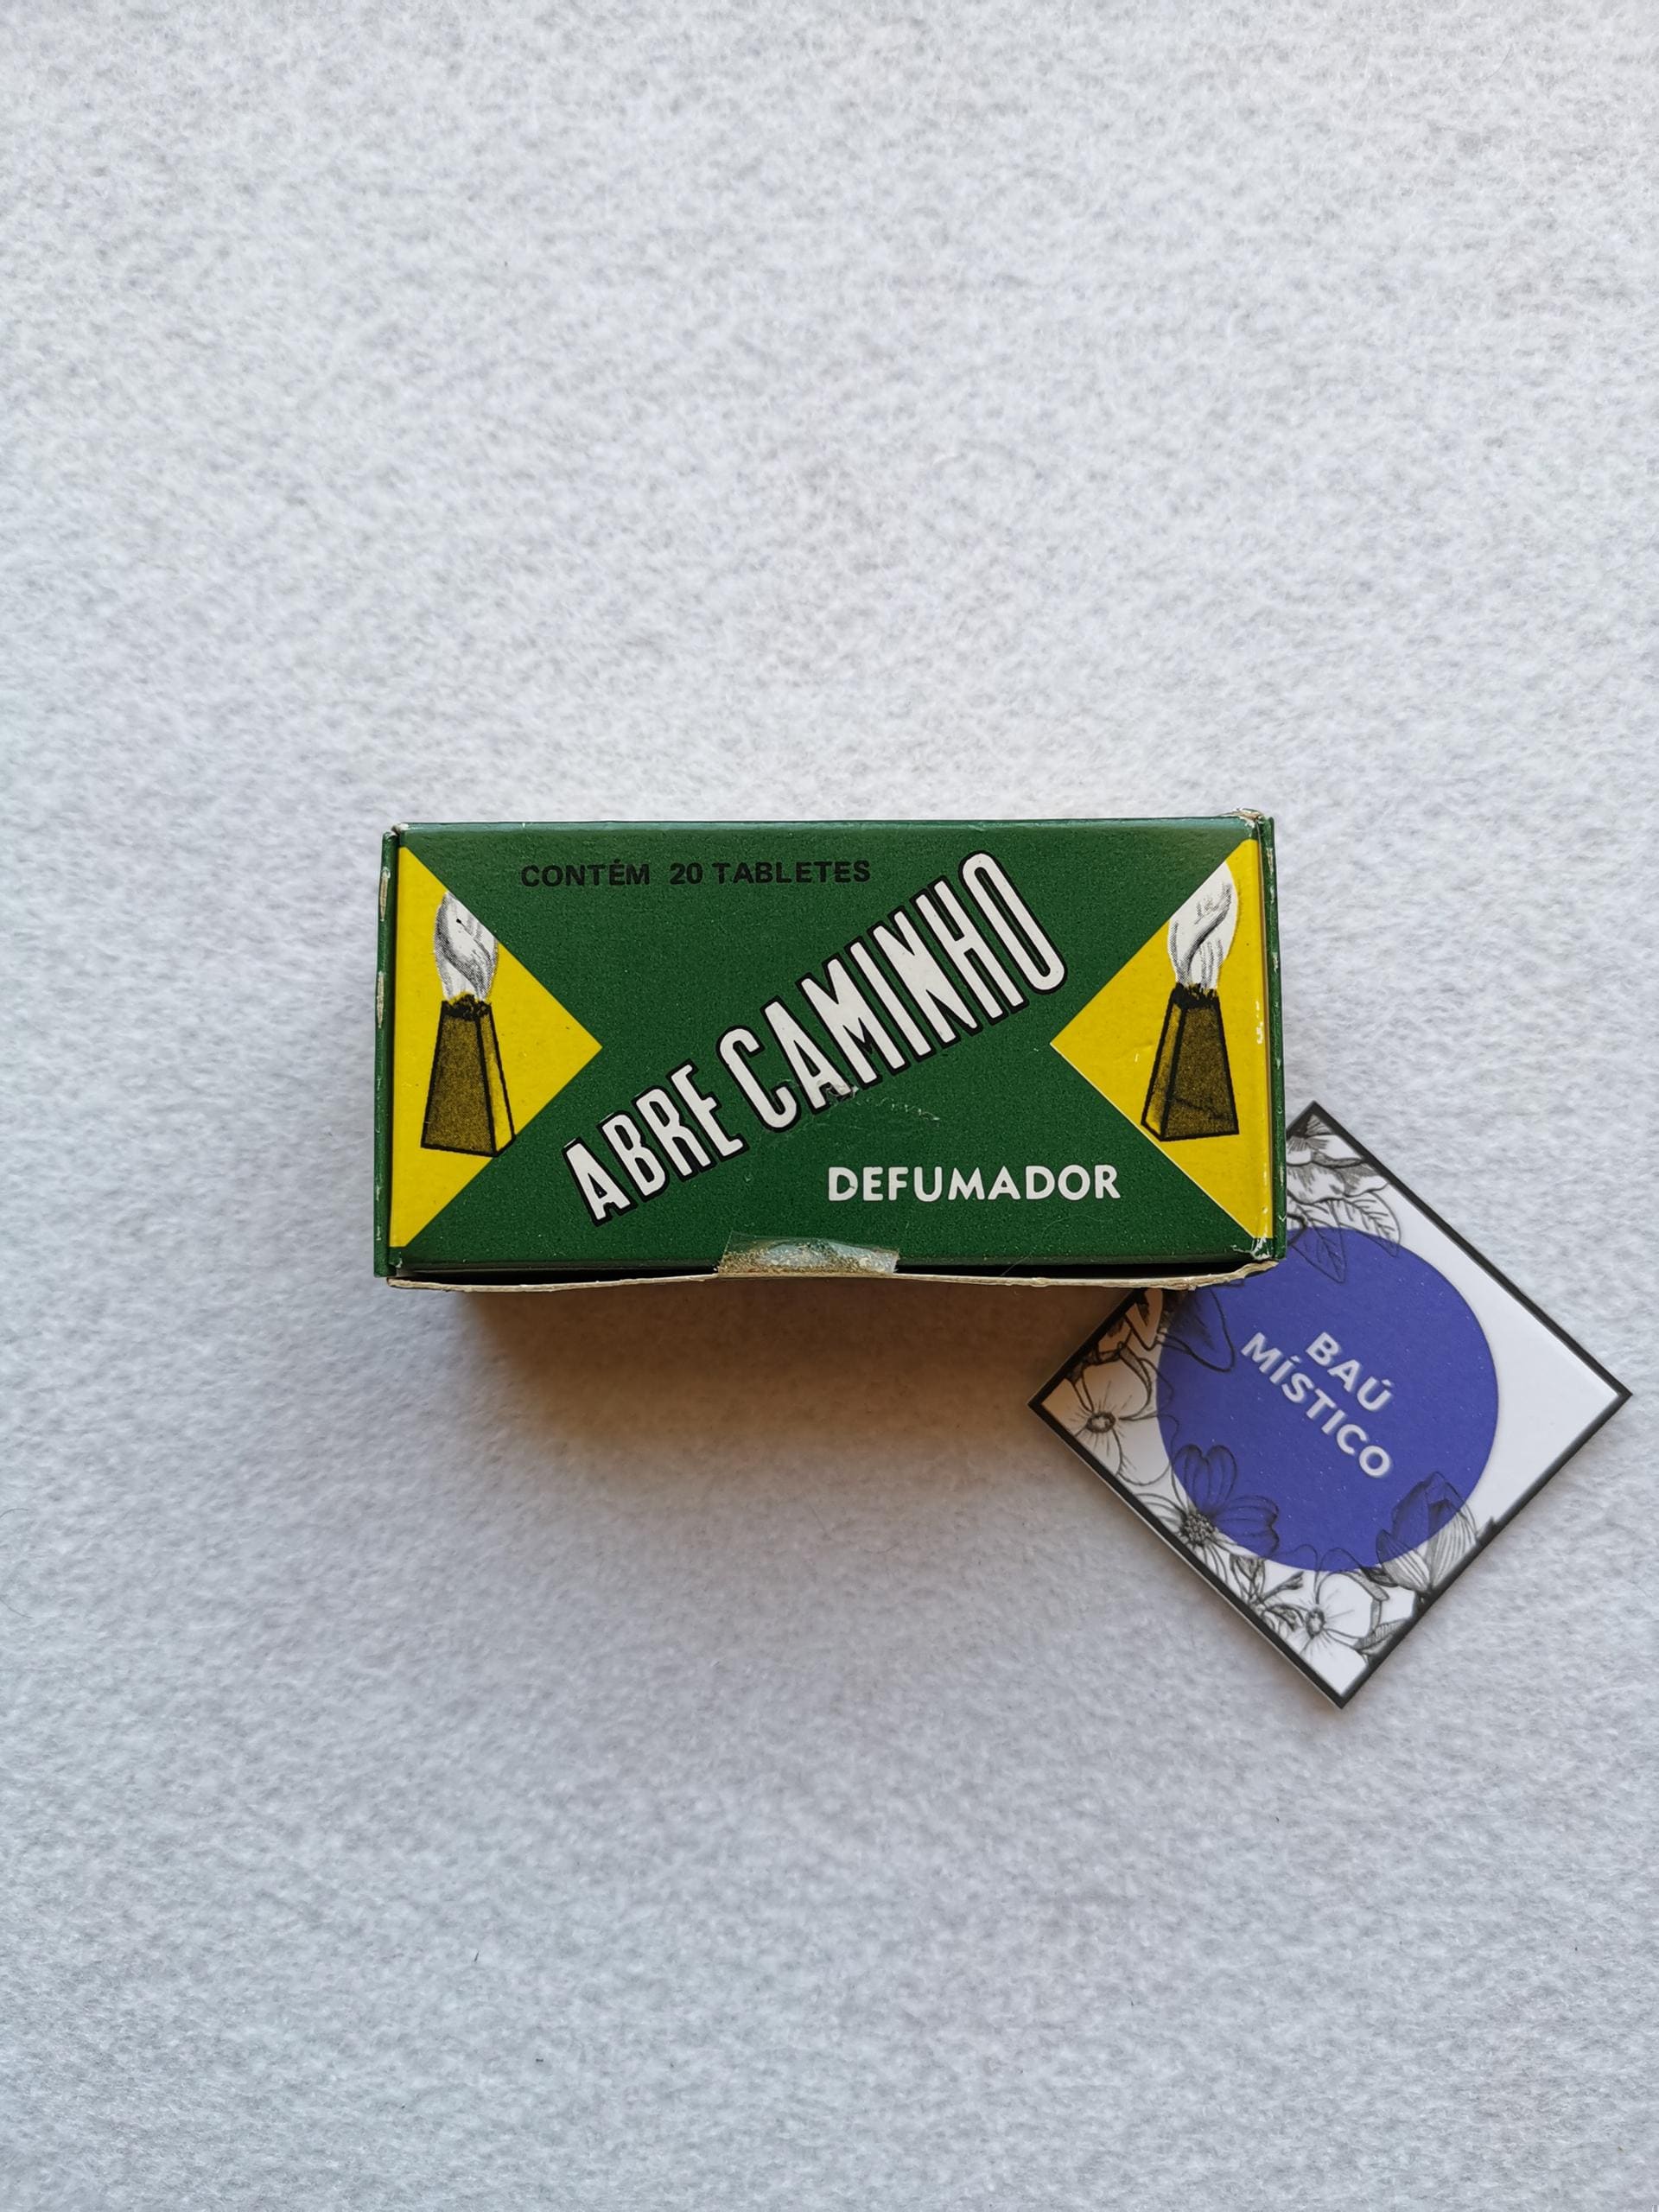 CONTÉM 20 TABLETES
ABRE CAMINHO
DEFUMADOR
BAÚ
MÍSTICO